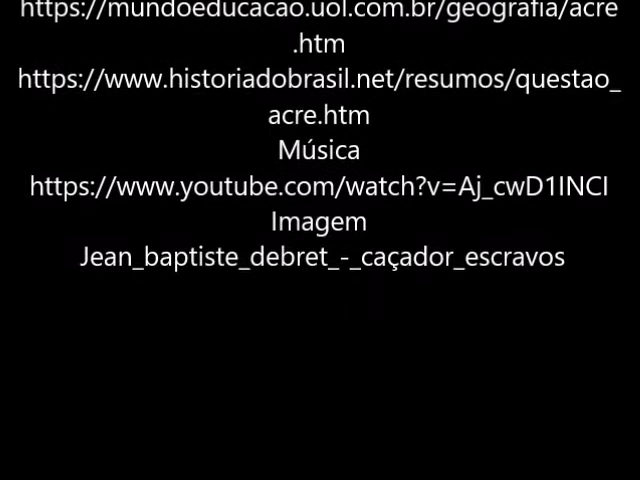 https://mundoeducacao.uol.com.br/geografia/acre
.htm
https://www.historiadobrasil.net/resumos/questao_
acre.htm
Música
https://www.youtube.com/watch?v=Aj_cwD1INCI
Imagem
Jean_baptiste_debret_-_caçador_escravos